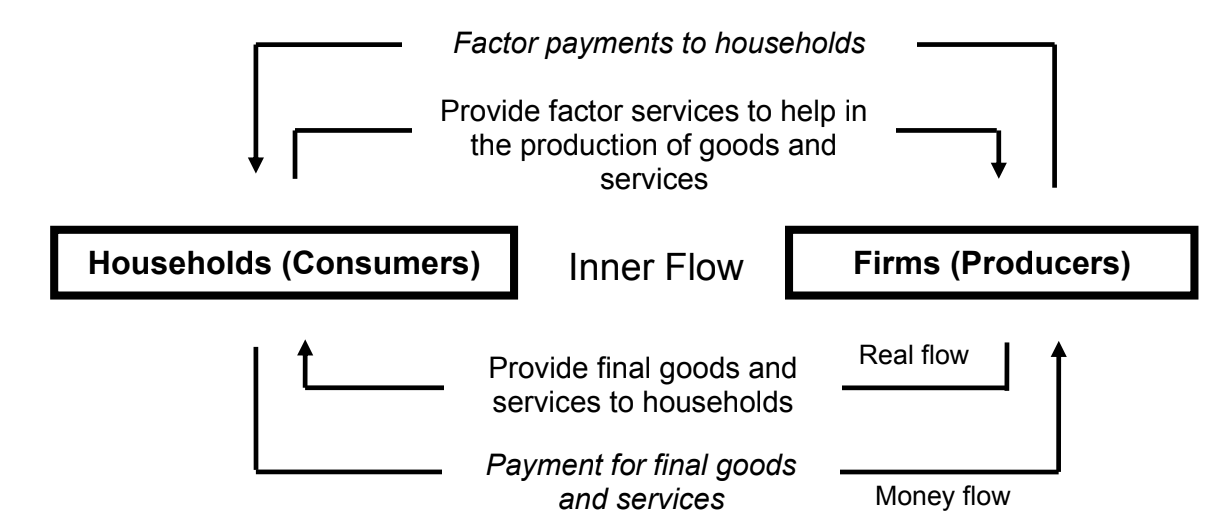 Factor payments to households
Provide factor services to help in
the production of goods and
services
Households (Consumers)
Inner Flow
Firms (Producers)
Real flow
Provide final goods and
services to households
Payment for final goods
and services
Money flow